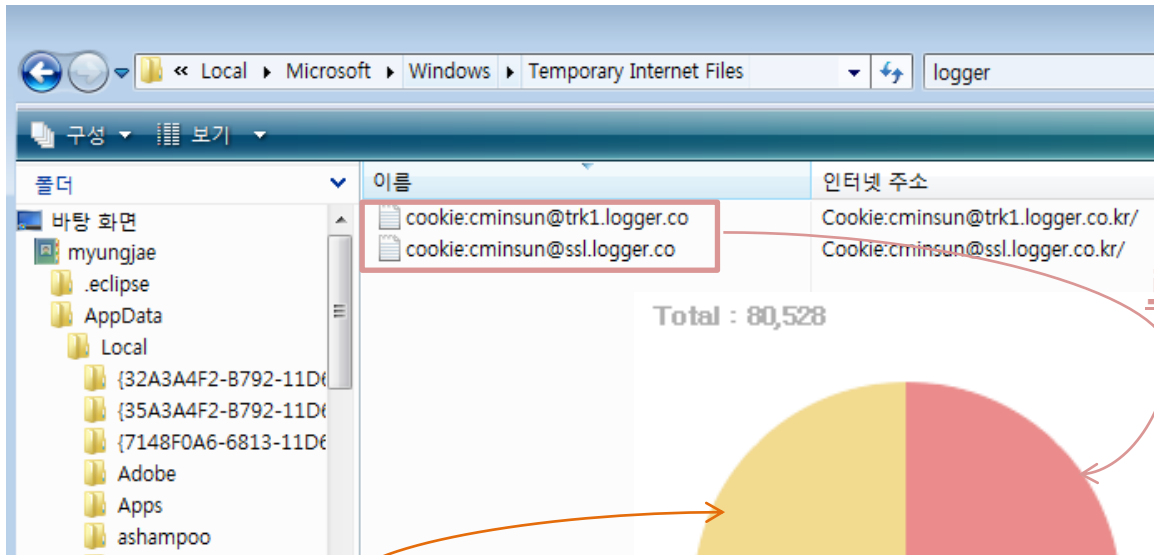 « Local ▸ Microsoft ▸ Windows ▸ Temporary Internet Files
logger
구성 보기
폴더
이름
인터넷 주소
바탕 화면
myungjae
.eclipse
AppData
Local
{32A3A4F2-B792-11D6
{35A3A4F2-B792-11D6
{7148F0A6-6813-11D6
Adobe
Apps
ashampoo
cookie:cminsun@trk1.logger.co
Cookie:cminsun@trk1.logger.co.kr/
cookie:cminsun@ssl.logger.co
Cookie:cminsun@ssl.logger.co.kr/
Total : 80,528